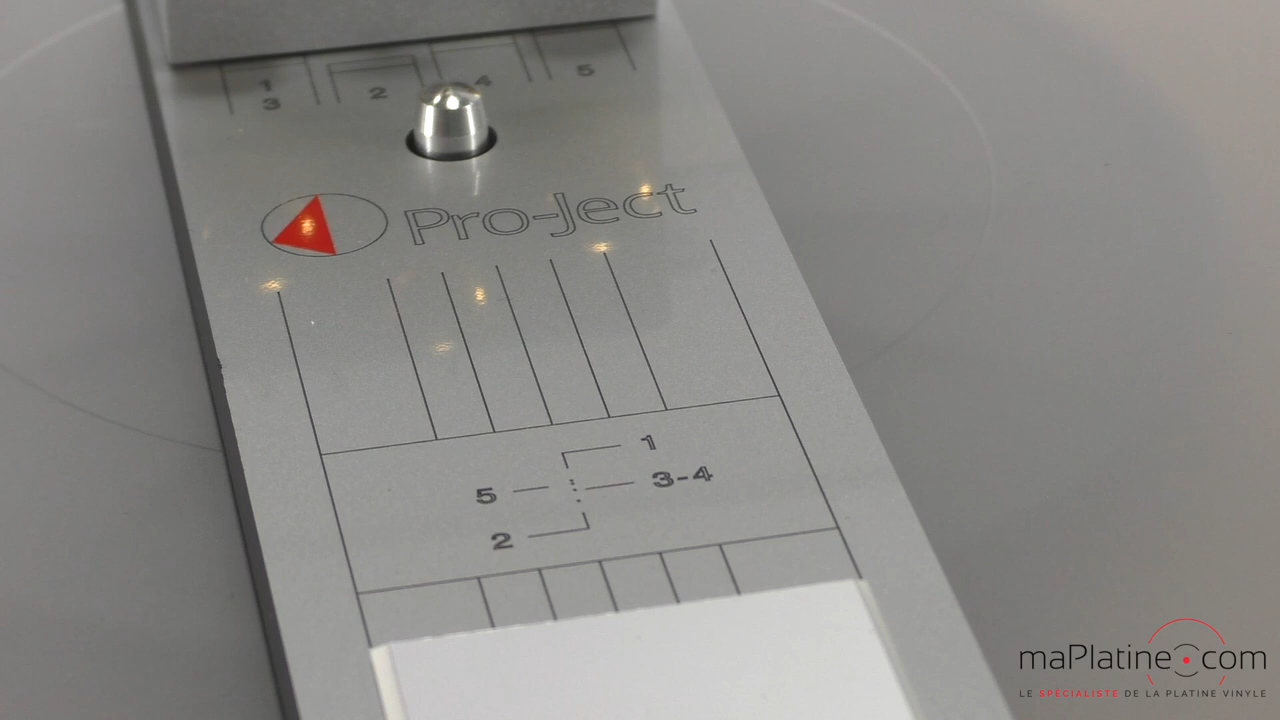 1 2 4 5
3
Pro-Ject
1
5 3-4
2
maPlatine.com
LE SPÉCIALISTE DE LA PLATINE VINYLE